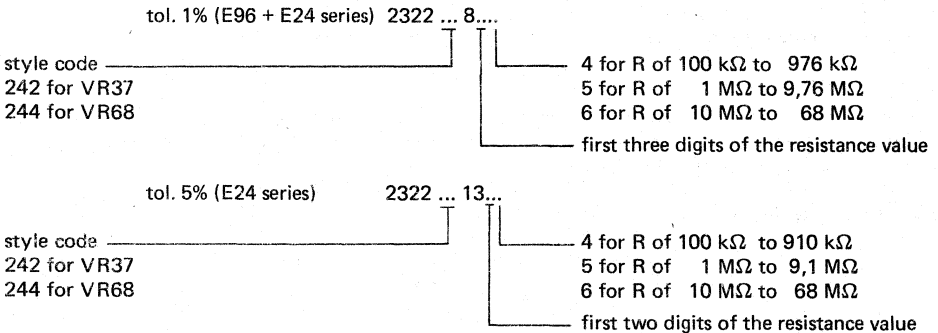 tol. 1% (E96 + E24 series) 2322 ... 8....
style code
242 for VR37
244 for VR68
4 for R of 100 kΩ to 976 kΩ
5 for R of 1 MΩ to 9,76 MΩ
6 for R of 10 MΩ to 68 MΩ
first three digits of the resistance value
tol. 5% (E24 series) 2322 ... 13...
style code
242 for VR37
244 for VR68
4 for R of 100 kΩ to 910 kΩ
5 for R of 1 MΩ to 9,1 MΩ
6 for R of 10 MΩ to 68 MΩ
first two digits of the resistance value